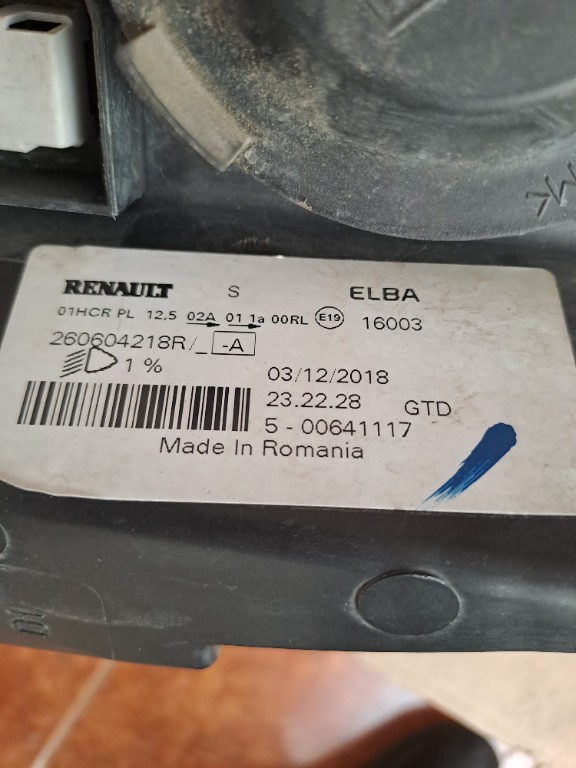 RENAULT S ELBA
01HCR PL 12.5 02A 01 1a 00RL E19 16003
260604218R/_ -A
1 %
03/12/2018
23.22.28 GTD
5 - 00641117
Made In Romania